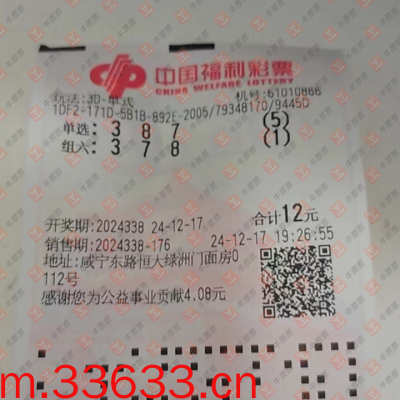 中国福利彩票
CHINA WELFARE LOTTERY
玩法:3D-单式 机号:61010868
1DF2-171D-5B1B-892E-2005/79348170/9445D
单选: 3 8 7 (5)
组六: 3 7 8 (1)
开奖期:2024338 24-12-17 合计12元
销售期:2024338-176 24-12-17 19:26:55
地址:咸宁东路恒大绿洲门面房0
112号
感谢您为公益事业贡献4.08元
m.33633.cn